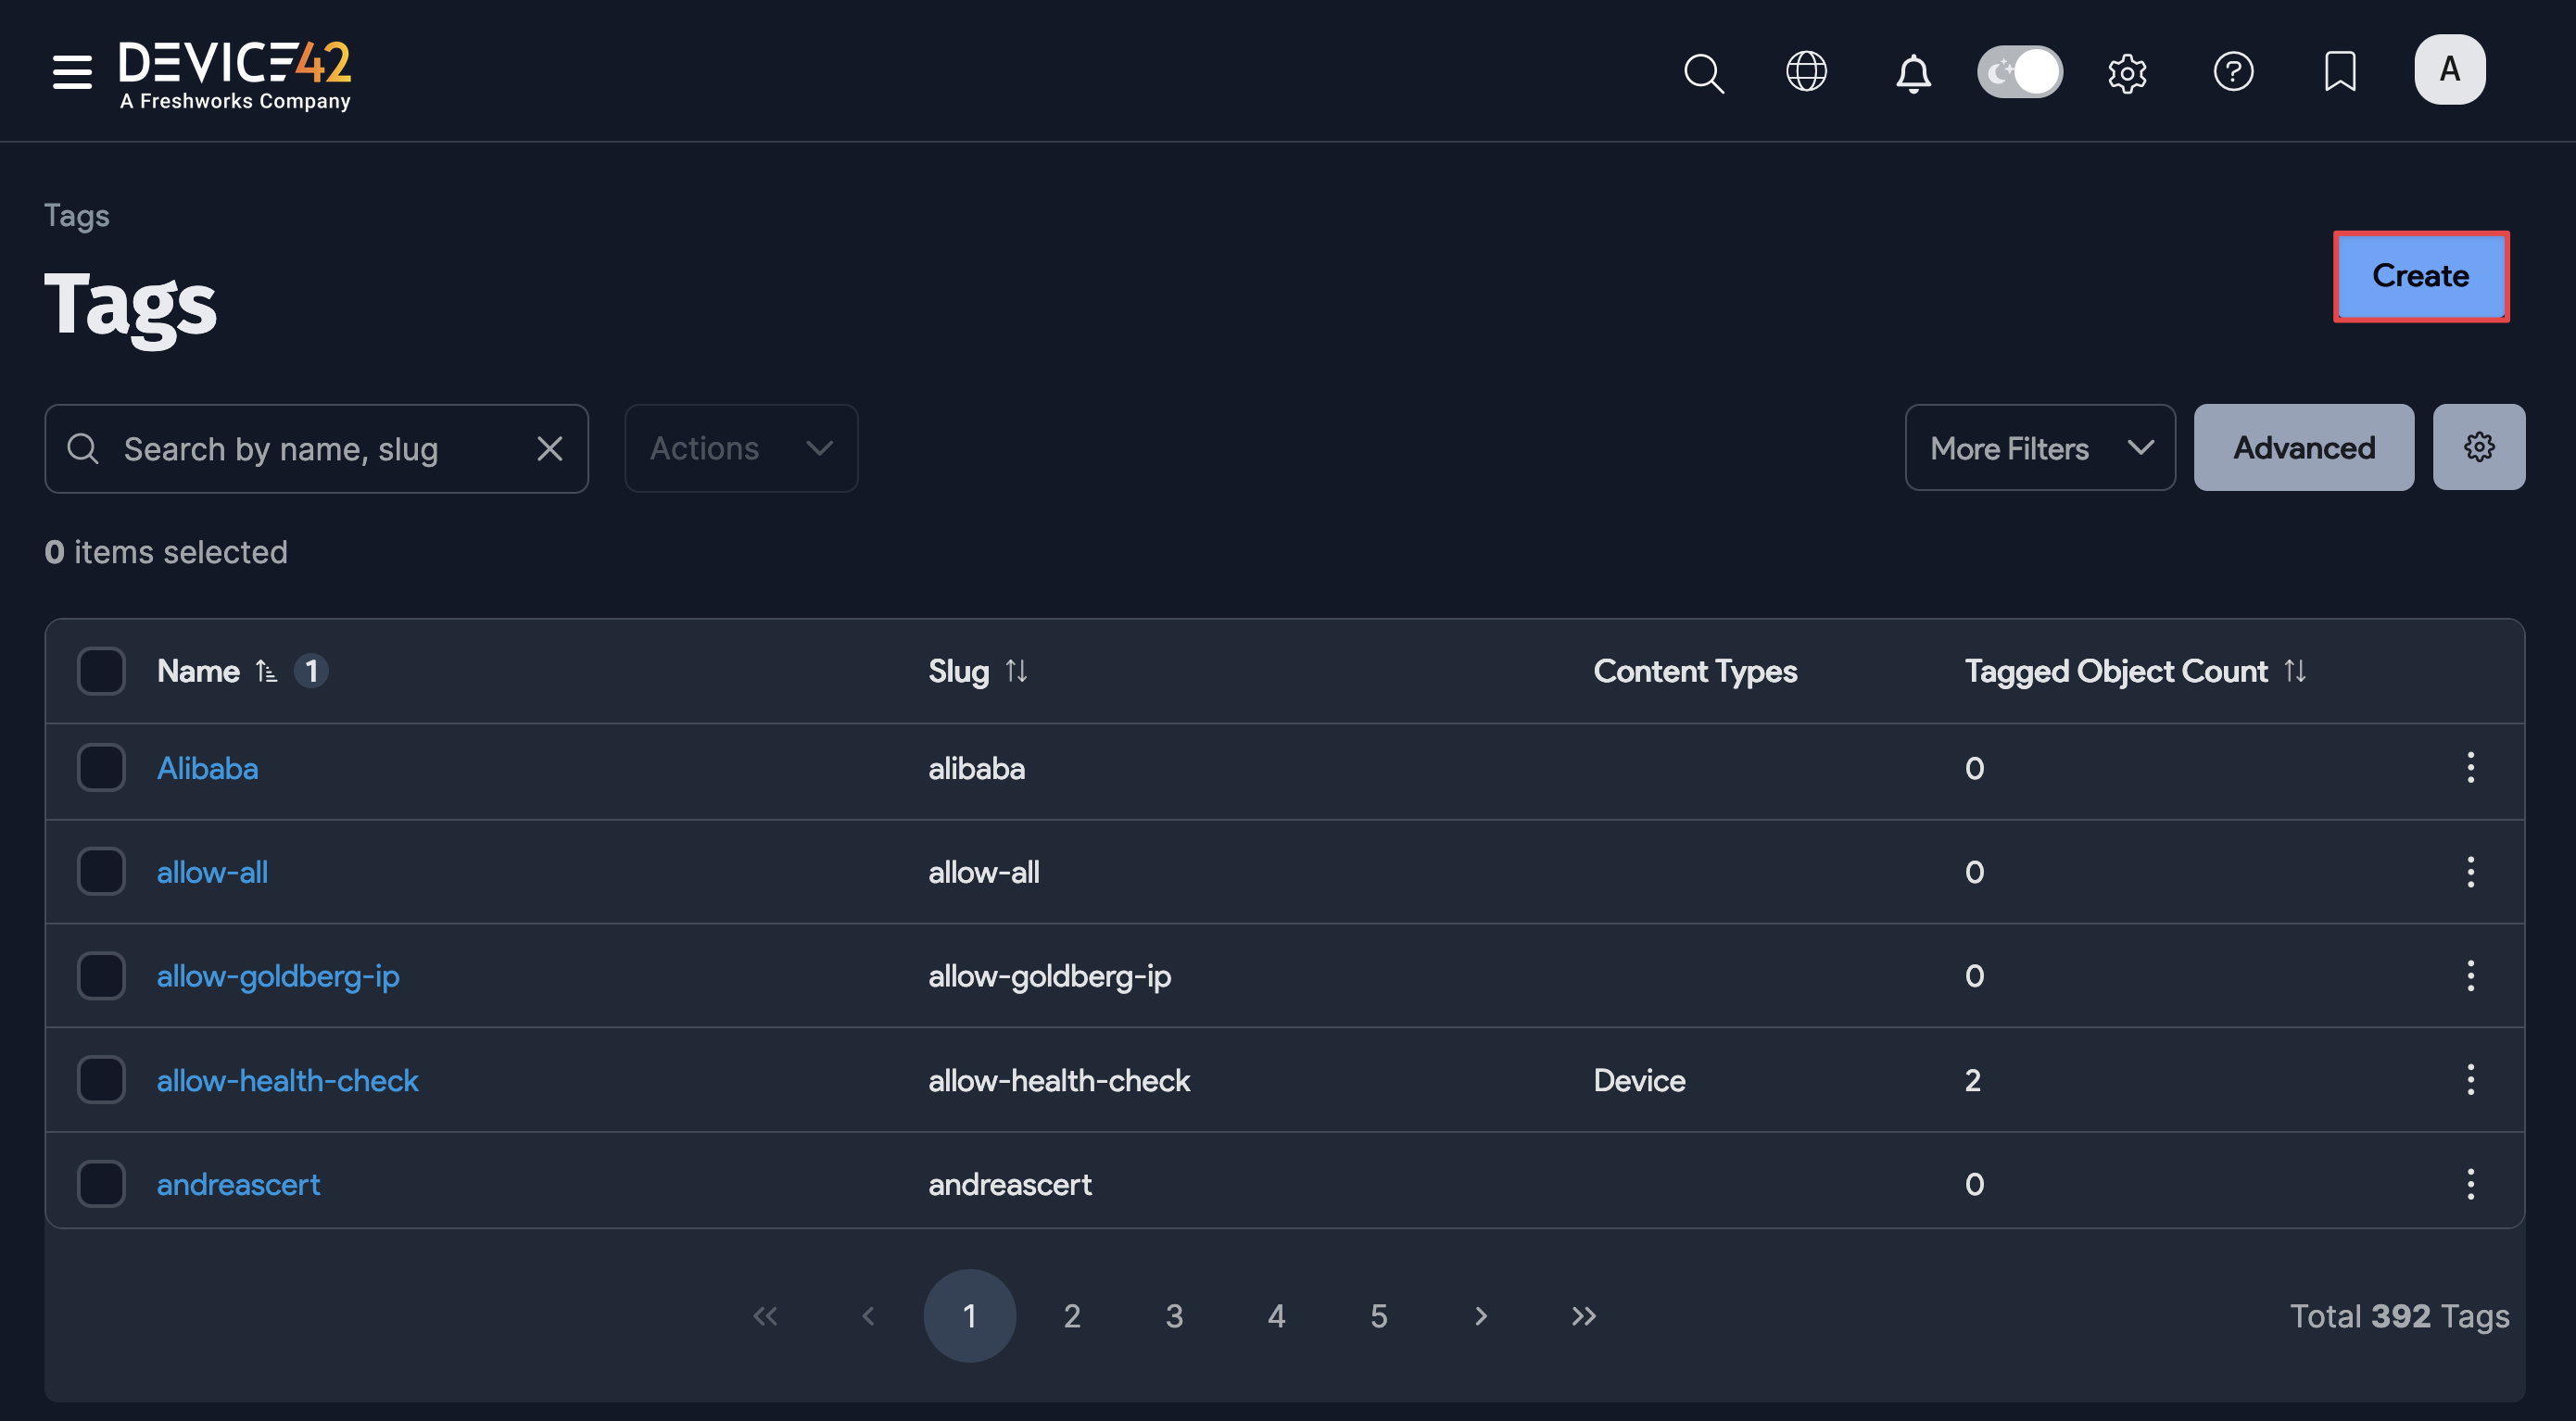 DEVICE42
A Freshworks Company
A
Tags
Tags
Create
Search by name, slug
Actions
More Filters
Advanced
0 items selected
Name 1 Slug Content Types Tagged Object Count
Alibaba alibaba 0
allow-all allow-all 0
allow-goldberg-ip allow-goldberg-ip 0
allow-health-check allow-health-check Device 2
andreascert andreascert 0
1 2 3 4 5 Total 392 Tags